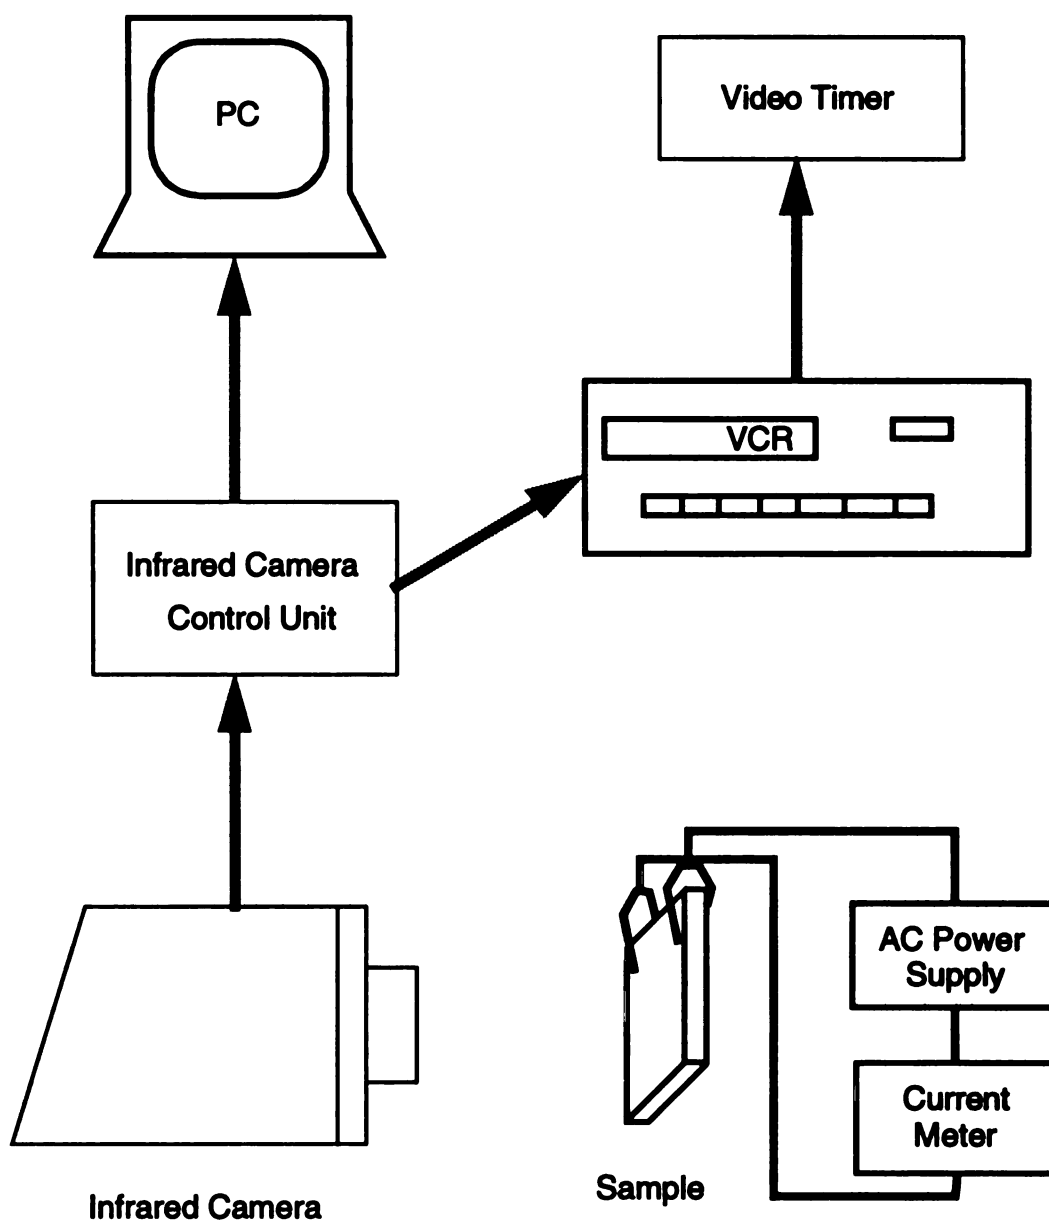 PC
Video Timer
VCR
Infrared Camera
Control Unit
AC Power
Supply
Current
Meter
Sample
Infrared Camera